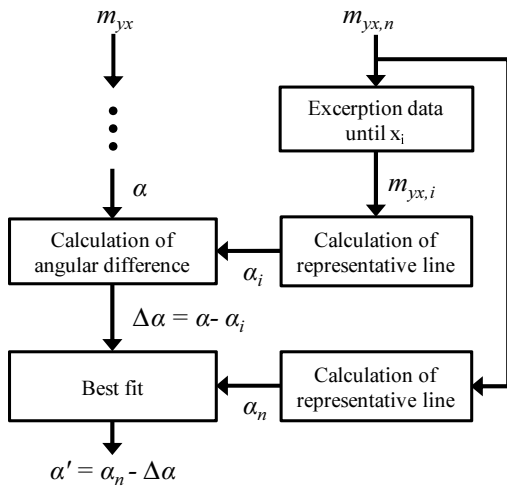 m_yx
m_yx,n
Excerption data
until x_i
m_yx,i
α
Calculation of
angular difference
α_i
Calculation of
representative line
Δα = α- α_i
Best fit
α_n
Calculation of
representative line
α' = α_n - Δα